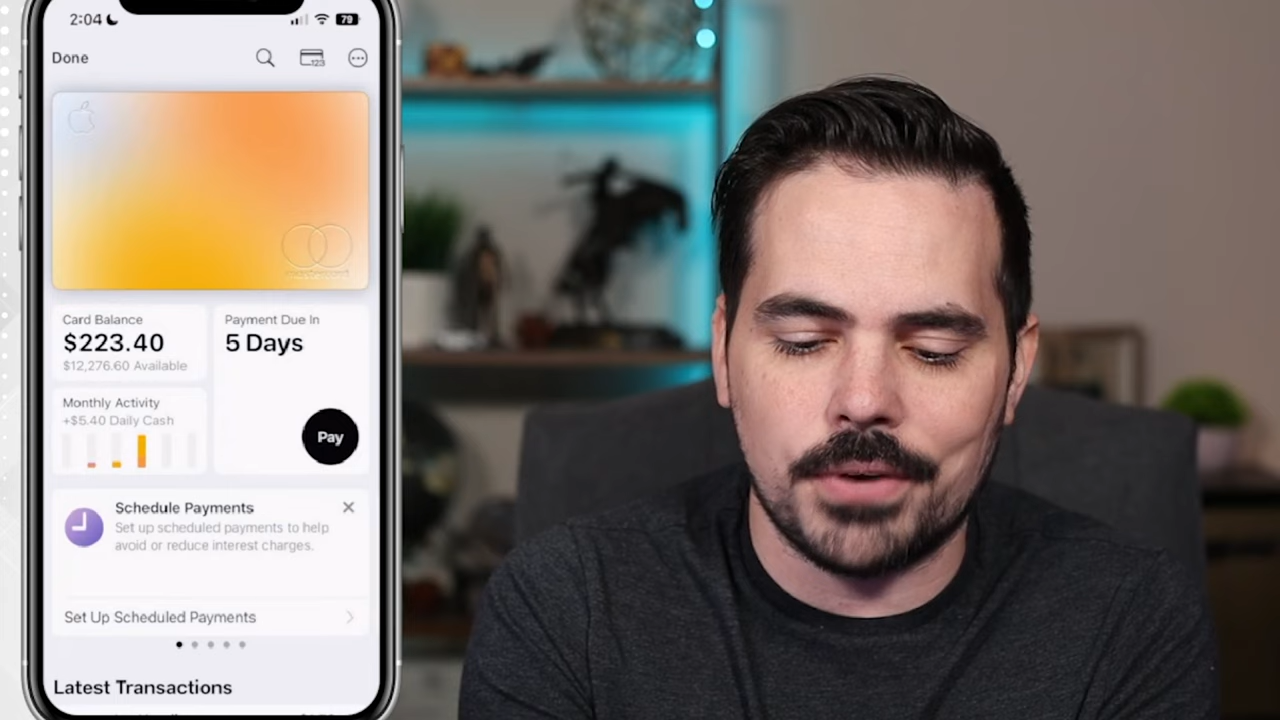 2:04
79
Done
123
Card Balance
$223.40
$12,276.60 Available
Payment Due In
5 Days
Monthly Activity
+$5.40 Daily Cash
Pay
Schedule Payments
Set up scheduled payments to help
avoid or reduce interest charges.
Set Up Scheduled Payments
Latest Transactions